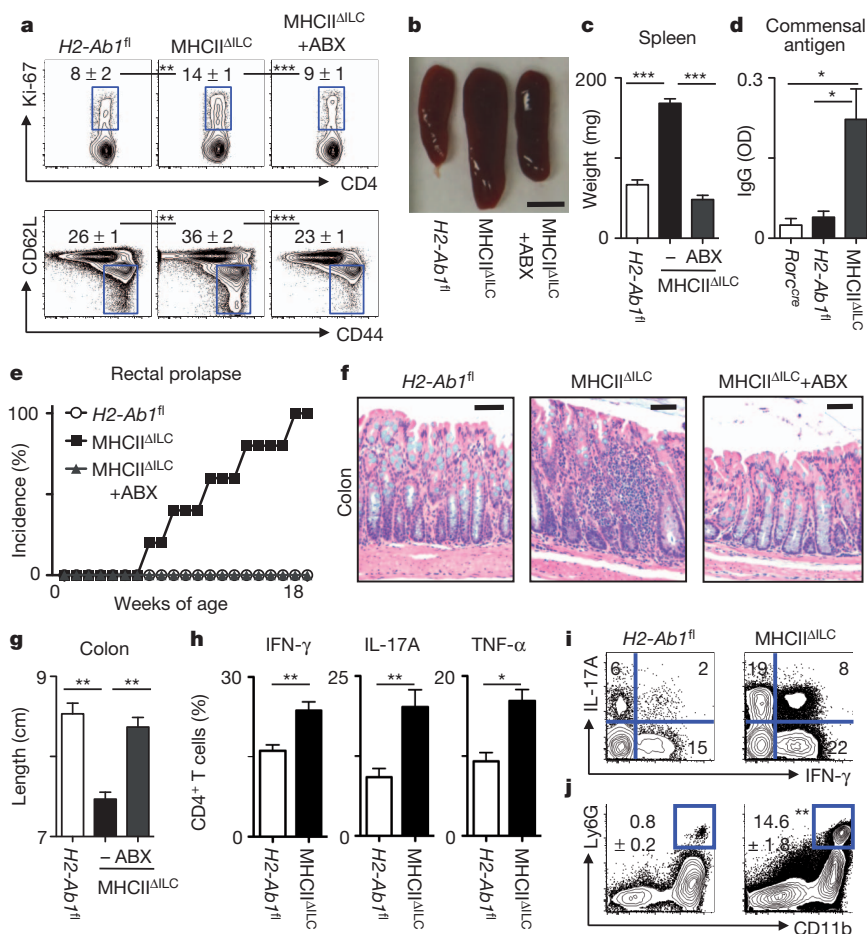 a
H2-Ab1fl MHCIIΔILC MHCIIΔILC +ABX
8 ± 2 ** 14 ± 1 *** 9 ± 1
Ki-67
CD4
26 ± 1 ** 36 ± 2 *** 23 ± 1
CD62L
CD44
b
H2-Ab1fl
MHCIIΔILC
MHCIIΔILC
+ABX
c
Spleen
*** ***
200
Weight (mg)
0
H2-Ab1fl
– ABX
MHCIIΔILC
d
Commensal
antigen
*
*
0.3
IgG (OD)
0
Rorccre
H2-Ab1fl
MHCIIΔILC
e
Rectal prolapse
100
H2-Ab1fl
MHCIIΔILC
MHCIIΔILC
+ABX
Incidence (%)
0
0 18
Weeks of age
f
H2-Ab1fl MHCIIΔILC MHCIIΔILC+ABX
Colon
g
Colon
9
** **
Length (cm)
7
H2-Ab1fl
– ABX
MHCIIΔILC
h
IFN-γ IL-17A TNF-α
30 25 20
** ** *
CD4+ T cells (%)
0 0 0
H2-Ab1fl MHCIIΔILC H2-Ab1fl MHCIIΔILC H2-Ab1fl MHCIIΔILC
i
H2-Ab1fl MHCIIΔILC
6 2 19 8
IL-17A
15 22
IFN-γ
j
Ly6G
0.8 14.6 **
± 0.2 ± 1.8
CD11b